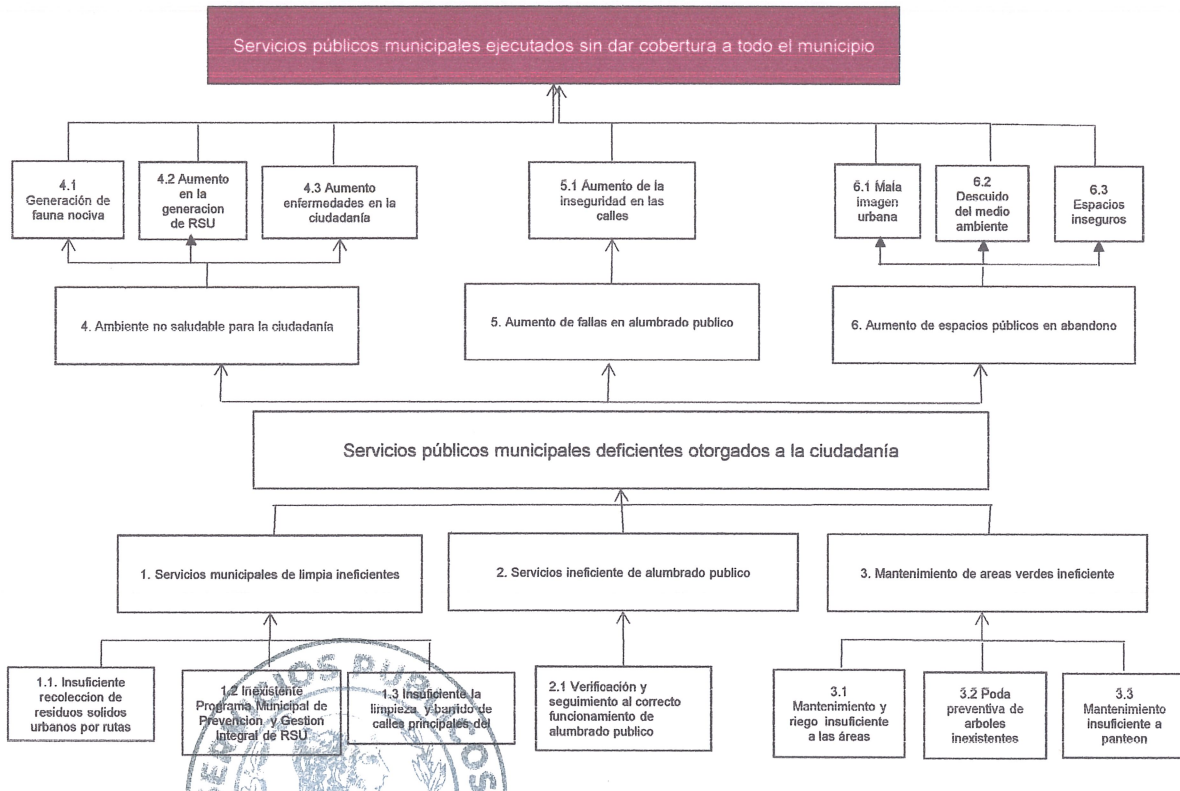 Servicios públicos municipales ejecutados sin dar cobertura a todo el municipio
4.1
Generación de
fauna nociva
4.2 Aumento
en la
generacion
de RSU
4.3 Aumento
enfermedades en la
ciudadanía
5.1 Aumento de la
inseguridad en las
calles
6.1 Mala
imagen
urbana
6.2
Descuido
del medio
ambiente
6.3
Espacios
inseguros
4. Ambiente no saludable para la ciudadanía
5. Aumento de fallas en alumbrado publico
6. Aumento de espacios públicos en abandono
Servicios públicos municipales deficientes otorgados a la ciudadanía
1. Servicios municipales de limpia ineficientes
2. Servicios ineficiente de alumbrado publico
3. Mantenimiento de areas verdes ineficiente
1.1. Insuficiente
recoleccion de
residuos solidos
urbanos por rutas
1.2 Inexistente
Programa Municipal de
Prevencion y Gestion
Integral de RSU
1.3 Insuficiente la
limpieza y barrido de
calles principales del
2.1 Verificación y
seguimiento al correcto
funcionamiento de
alumbrado publico
3.1
Mantenimiento y
riego insuficiente
a las áreas
3.2 Poda
preventiva de
arboles
inexistentes
3.3
Mantenimiento
insuficiente a
panteon
SERVICIOS PUBLICOS